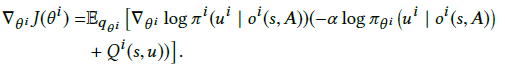 ∇_{θ^i} J(θ^i) = 𝔼_{q_{θ^i}} [∇_{θ^i} log π^i(u^i | o^i(s, A))(−α log π_{θ^i} (u^i | o^i(s, A))
+ Q^i(s, u))].